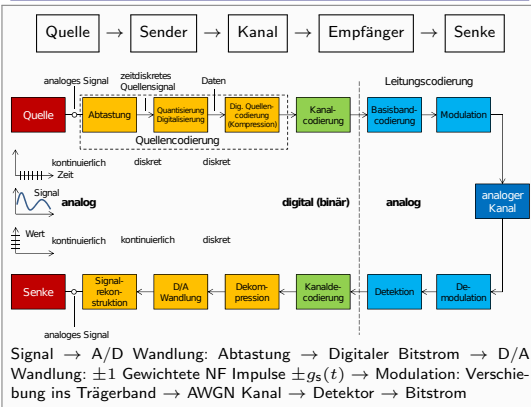 Quelle → Sender → Kanal → Empfänger → Senke
analoges Signal
zeitdiskretes
Quellensignal
Daten
Leitungscodierung
Quelle
Abtastung
Quantisierung
Digitalisierung
Dig. Quellen-
codierung
(Kompression)
Kanal-
codierung
Basisband-
codierung
Modulation
Quellencodierung
kontinuierlich diskret diskret
Zeit
Signal
analog digital (binär) analog
analoger
Kanal
Wert
kontinuierlich kontinuierlich diskret
Senke
Signal-
rekon-
struktion
D/A
Wandlung
Dekom-
pression
Kanalde-
codierung
Detektion
De-
modulation
analoges Signal
Signal → A/D Wandlung: Abtastung → Digitaler Bitstrom → D/A
Wandlung: ±1 Gewichtete NF Impulse ±gₛ(t) → Modulation: Verschie-
bung ins Trägerband → AWGN Kanal → Detektor → Bitstrom